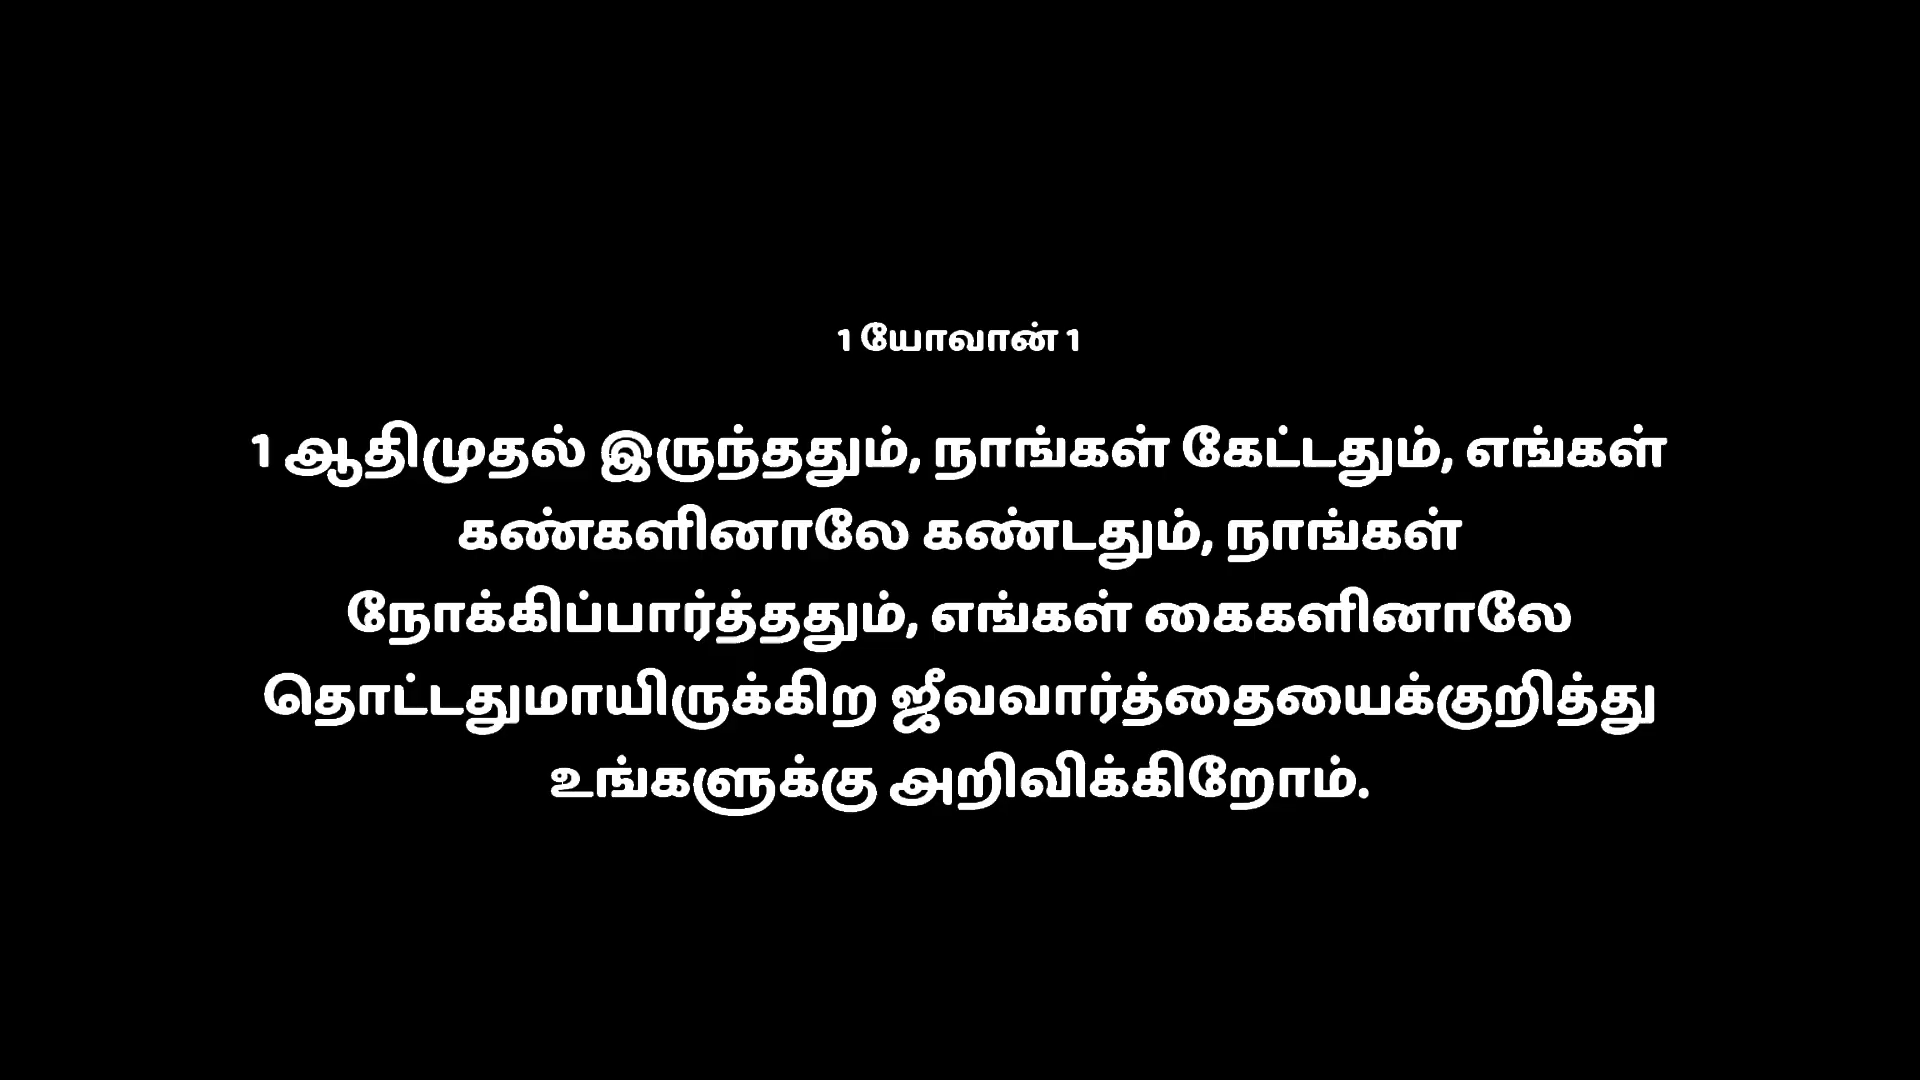 1 யோவான் 1
1 ஆதிமுதல் இருந்ததும், நாங்கள் கேட்டதும், எங்கள்
கண்களினாலே கண்டதும், நாங்கள்
நோக்கிப்பார்த்ததும், எங்கள் கைகளினாலே
தொட்டதுமாயிருக்கிற ஜீவவார்த்தையைக்குறித்து
உங்களுக்கு அறிவிக்கிறோம்.